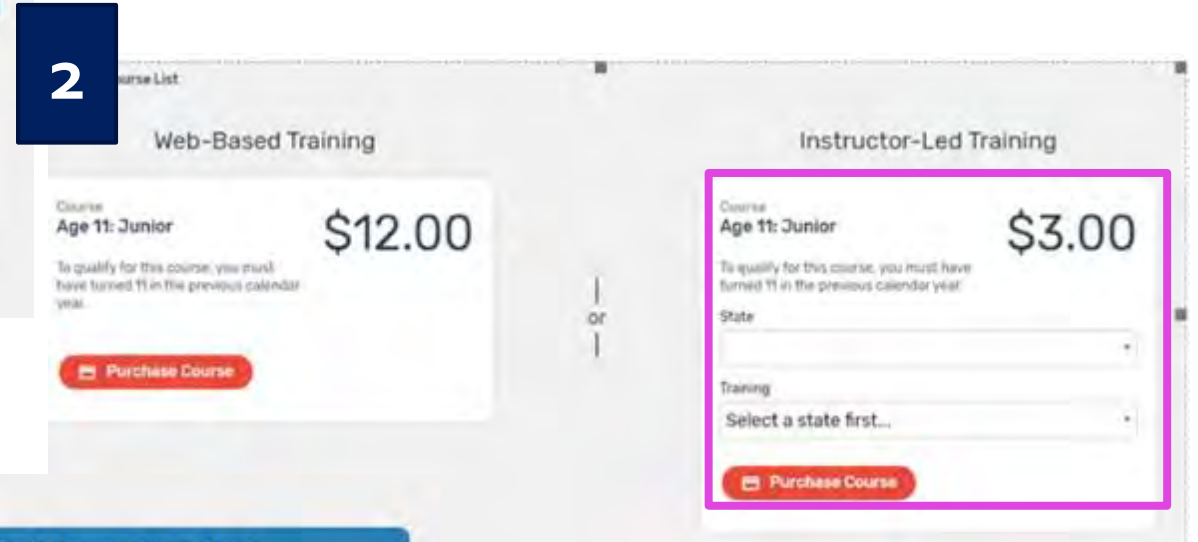 2
urse List
Web-Based Training
Course
Age 11: Junior
$12.00
To qualify for this course, you must
have turned 11 in the previous calendar
year.
Purchase Course
or
Instructor-Led Training
Course
Age 11: Junior
$3.00
To qualify for this course, you must have
turned 11 in the previous calendar year.
State
Training
Select a state first...
Purchase Course